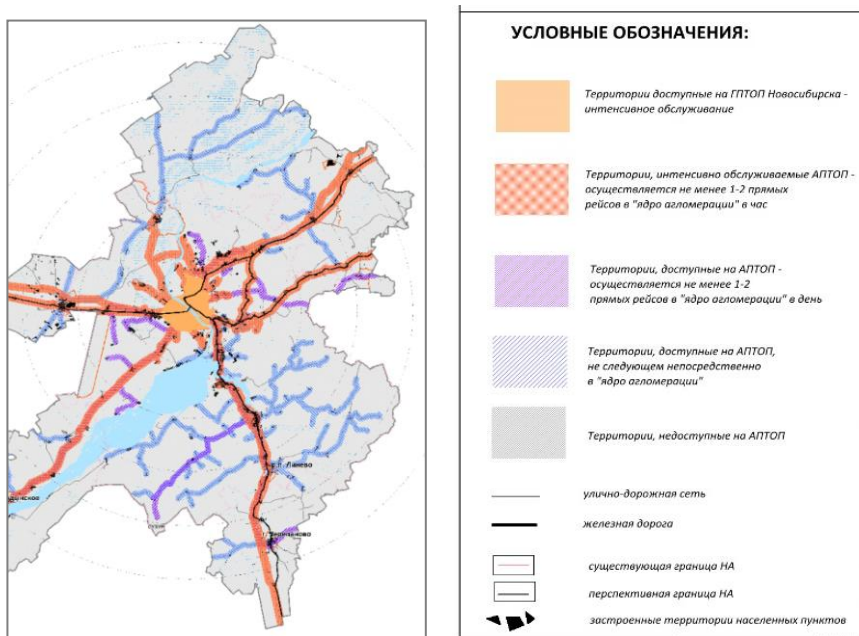 УСЛОВНЫЕ ОБОЗНАЧЕНИЯ:
Территории доступные на ГПТОП Новосибирска -
интенсивное обслуживание
Территории, интенсивно обслуживаемые АПТОП -
осуществляется не менее 1-2 прямых
рейсов в "ядро агломерации" в час
Территории, доступные на АПТОП -
осуществляется не менее 1-2
прямых рейсов в "ядро агломерации" в день
Территории, доступные на АПТОП,
не следующем непосредственно
в "ядро агломерации"
Территории, недоступные на АПТОП
улично-дорожная сеть
железная дорога
существующая граница НА
перспективная граница НА
застроенные территории населенных пунктов